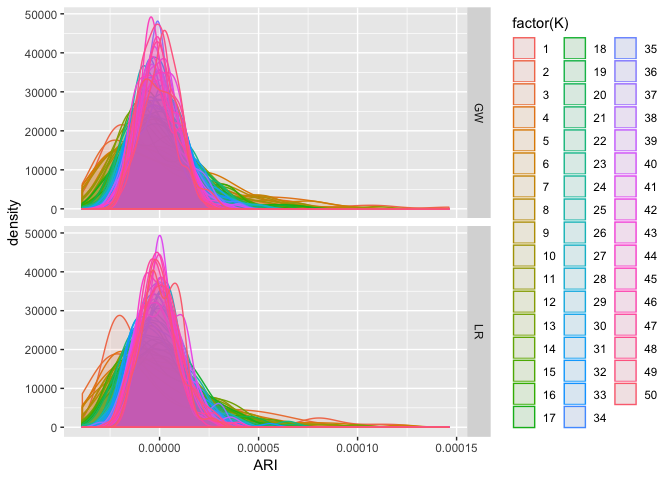 factor(K)
1 18 35
2 19 36
3 20 37
4 21 38
5 22 39
6 23 40
7 24 41
8 25 42
9 26 43
10 27 44
11 28 45
12 29 46
13 30 47
14 31 48
15 32 49
16 33 50
17 34
density
50000
40000
30000
20000
10000
0
GW
50000
40000
30000
20000
10000
0
LR
0.00000 0.00005 0.00010 0.00015
ARI